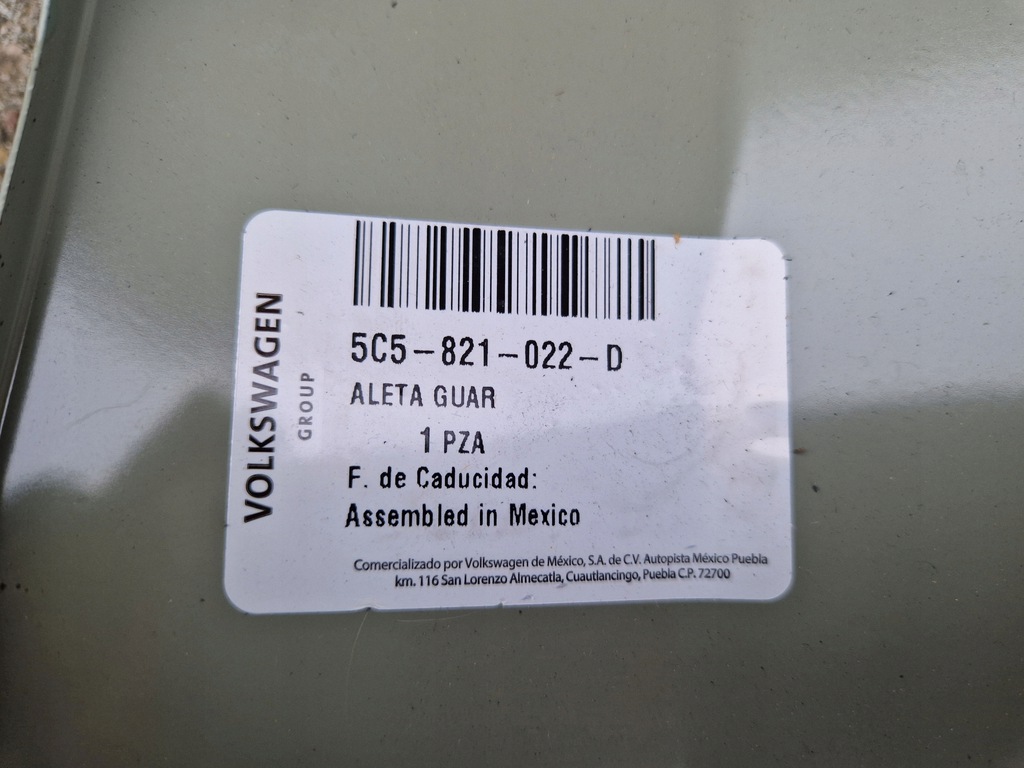 VOLKSWAGEN
GROUP
5C5-821-022-D
ALETA GUAR
1 PZA
F. de Caducidad:
Assembled in Mexico
Comercializado por Volkswagen de México, S.A. de C.V. Autopista México Puebla
km. 116 San Lorenzo Almecatla, Cuautlancingo, Puebla C.P. 72700